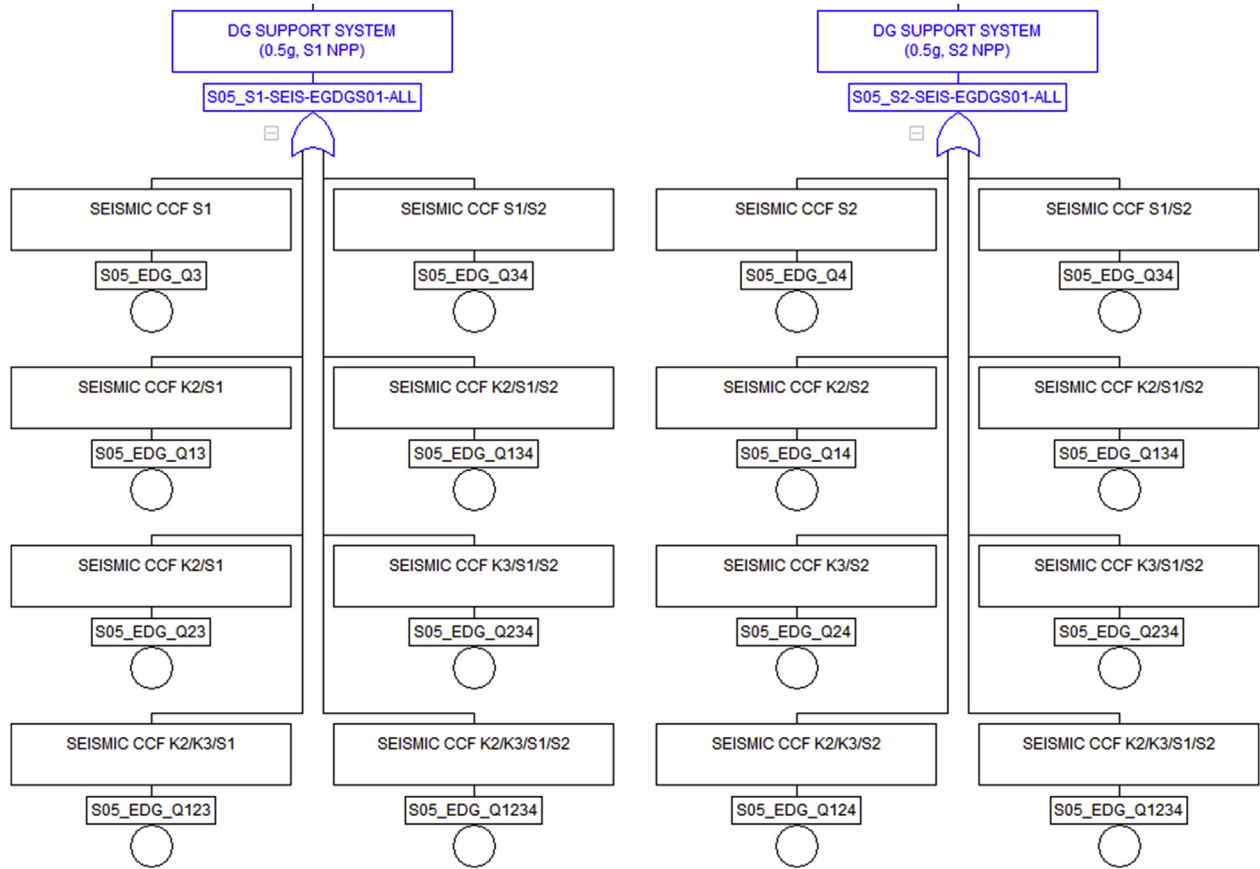 DG SUPPORT SYSTEM
(0.5g, S1 NPP)
S05_S1-SEIS-EGDGS01-ALL
SEISMIC CCF S1
S05_EDG_Q3
SEISMIC CCF S1/S2
S05_EDG_Q34
SEISMIC CCF K2/S1
S05_EDG_Q13
SEISMIC CCF K2/S1/S2
S05_EDG_Q134
SEISMIC CCF K2/S1
S05_EDG_Q23
SEISMIC CCF K3/S1/S2
S05_EDG_Q234
SEISMIC CCF K2/K3/S1
S05_EDG_Q123
SEISMIC CCF K2/K3/S1/S2
S05_EDG_Q1234
DG SUPPORT SYSTEM
(0.5g, S2 NPP)
S05_S2-SEIS-EGDGS01-ALL
SEISMIC CCF S2
S05_EDG_Q4
SEISMIC CCF S1/S2
S05_EDG_Q34
SEISMIC CCF K2/S2
S05_EDG_Q14
SEISMIC CCF K2/S1/S2
S05_EDG_Q134
SEISMIC CCF K3/S2
S05_EDG_Q24
SEISMIC CCF K3/S1/S2
S05_EDG_Q234
SEISMIC CCF K2/K3/S2
S05_EDG_Q124
SEISMIC CCF K2/K3/S1/S2
S05_EDG_Q1234